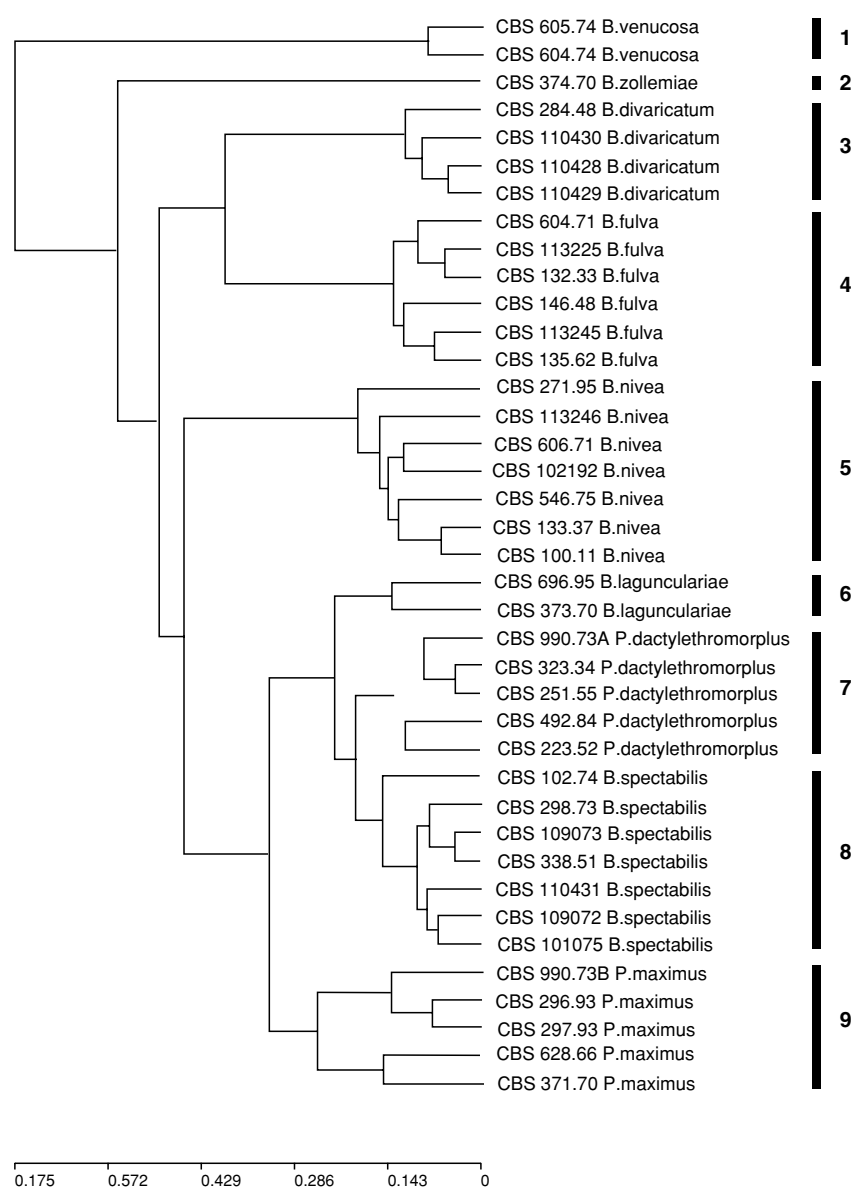 CBS 605.74 B.venucosa
CBS 604.74 B.venucosa
1
CBS 374.70 B.zollemiae
2
CBS 284.48 B.divaricatum
CBS 110430 B.divaricatum
CBS 110428 B.divaricatum
CBS 110429 B.divaricatum
3
CBS 604.71 B.fulva
CBS 113225 B.fulva
CBS 132.33 B.fulva
CBS 146.48 B.fulva
CBS 113245 B.fulva
CBS 135.62 B.fulva
4
CBS 271.95 B.nivea
CBS 113246 B.nivea
CBS 606.71 B.nivea
CBS 102192 B.nivea
CBS 546.75 B.nivea
CBS 133.37 B.nivea
CBS 100.11 B.nivea
5
CBS 696.95 B.laguncularíae
CBS 373.70 B.laguncularíae
6
CBS 990.73A P.dactylethromorplus
CBS 323.34 P.dactylethromorplus
CBS 251.55 P.dactylethromorplus
CBS 492.84 P.dactylethromorplus
CBS 223.52 P.dactylethromorplus
7
CBS 102.74 B.spectabilis
CBS 298.73 B.spectabilis
CBS 109073 B.spectabilis
CBS 338.51 B.spectabilis
CBS 110431 B.spectabilis
CBS 109072 B.spectabilis
CBS 101075 B.spectabilis
8
CBS 990.73B P.maximus
CBS 296.93 P.maximus
CBS 297.93 P.maximus
CBS 628.66 P.maximus
CBS 371.70 P.maximus
9
0.175 0.572 0.429 0.286 0.143 0